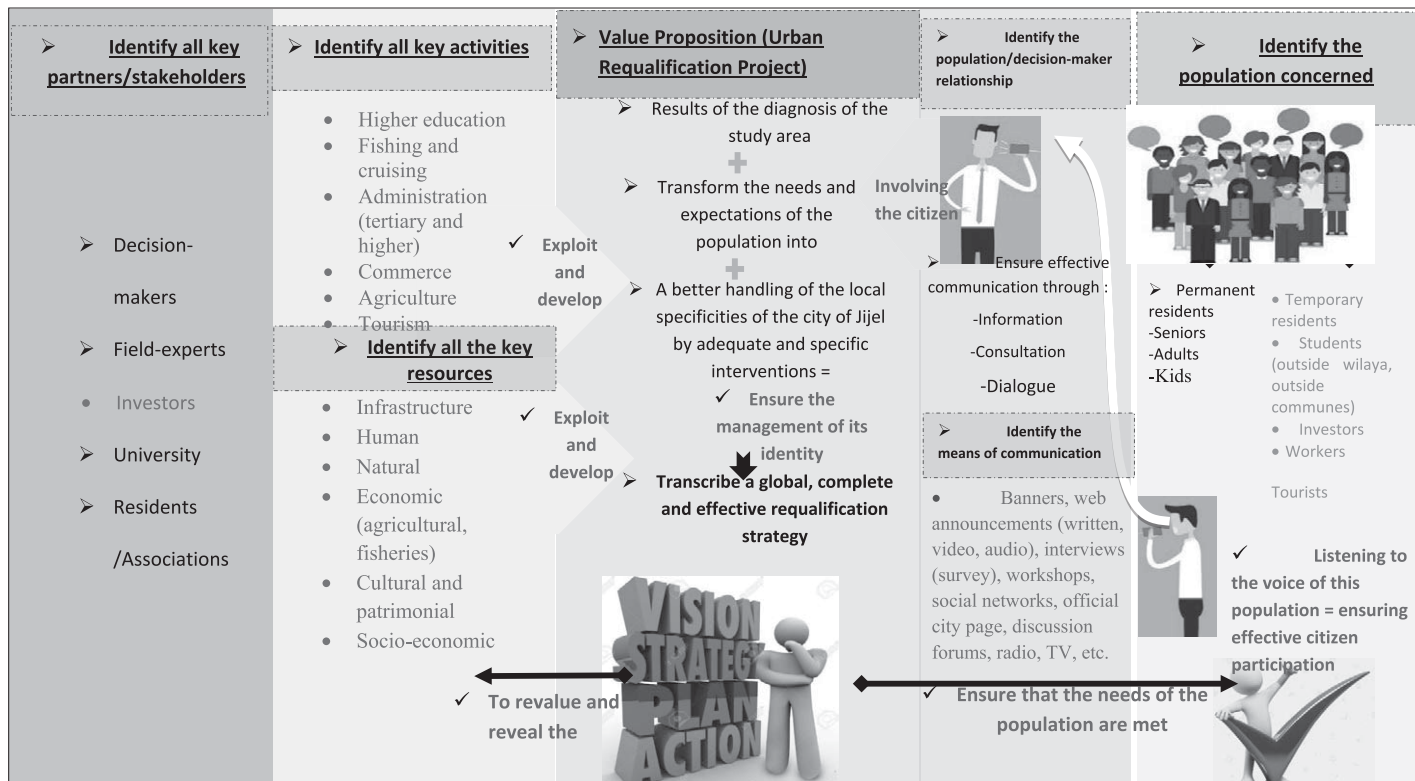 ➢ Identify all key
partners/stakeholders
➢ Decision-
makers
➢ Field-experts
• Investors
➢ University
➢ Residents
/Associations
➢ Identify all key activities
• Higher education
• Fishing and
cruising
• Administration
(tertiary and
higher)
• Commerce
• Agriculture
• Tourism
✓ Exploit
and
develop
➢ Identify all the key
resources
• Infrastructure
• Human
• Natural
• Economic
(agricultural,
fisheries)
• Cultural and
patrimonial
• Socio-economic
✓ Exploit
and
develop
✓ To revalue and
reveal the
➢ Value Proposition (Urban
Requalification Project)
➢ Results of the diagnosis of the
study area
➢ Transform the needs and
expectations of the
population into
➢ A better handling of the local
specificities of the city of Jijel
by adequate and specific
interventions =
✓ Ensure the
management of its
identity
➢ Transcribe a global, complete
and effective requalification
strategy
VISION
STRATEGY
PLAN
ACTION
➢ Identify the
population/decision-maker
relationship
Involving
the citizen
➢ Ensure effective
communication through :
-Information
-Consultation
-Dialogue
➢ Identify the
means of communication
• Banners, web
announcements (written,
video, audio), interviews
(survey), workshops,
social networks, official
city page, discussion
forums, radio, TV, etc.
✓ Ensure that the needs of the
population are met
➢ Identify the
population concerned
➢ Permanent
residents
-Seniors
-Adults
-Kids
• Temporary
residents
• Students
(outside wilaya,
outside
communes)
• Investors
• Workers
Tourists
✓ Listening to
the voice of this
population = ensuring
effective citizen
participation